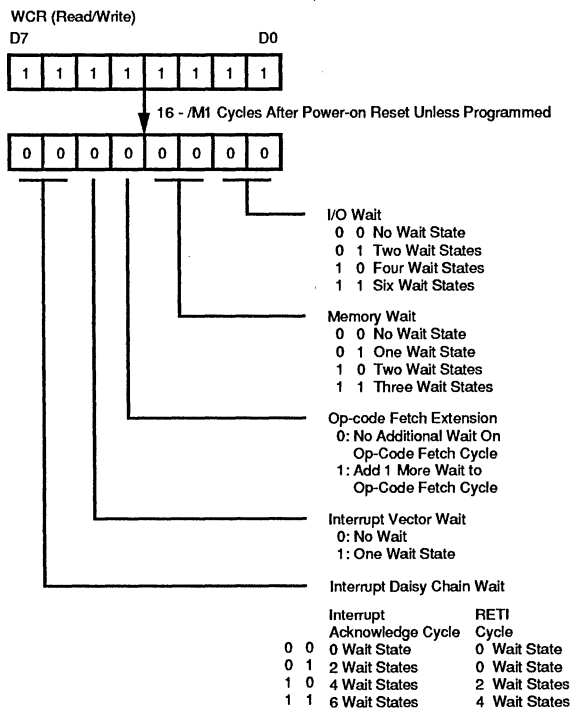 WCR (Read/Write)
D7 D0
1 1 1 1 1 1 1 1
16 - /M1 Cycles After Power-on Reset Unless Programmed
0 0 0 0 0 0 0 0
I/O Wait
0 0 No Wait State
0 1 Two Wait States
1 0 Four Wait States
1 1 Six Wait States
Memory Wait
0 0 No Wait State
0 1 One Wait State
1 0 Two Wait States
1 1 Three Wait States
Op-code Fetch Extension
0: No Additional Wait On
Op-Code Fetch Cycle
1: Add 1 More Wait to
Op-Code Fetch Cycle
Interrupt Vector Wait
0: No Wait
1: One Wait State
Interrupt Daisy Chain Wait
Interrupt RETI
Acknowledge Cycle Cycle
0 0 0 Wait State 0 Wait State
0 1 2 Wait States 0 Wait State
1 0 4 Wait States 2 Wait States
1 1 6 Wait States 4 Wait States